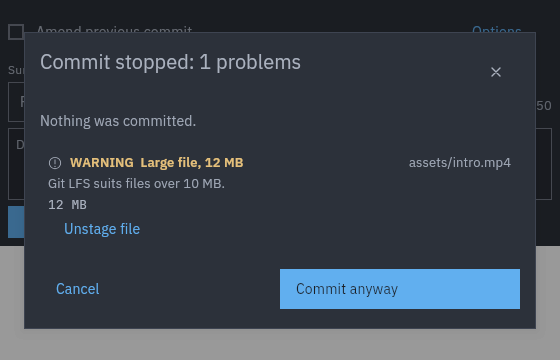 Amend previous commit
Options
Commit stopped: 1 problems
50
Nothing was committed.
WARNING Large file, 12 MB
assets/intro.mp4
Git LFS suits files over 10 MB.
12 MB
Unstage file
Cancel
Commit anyway